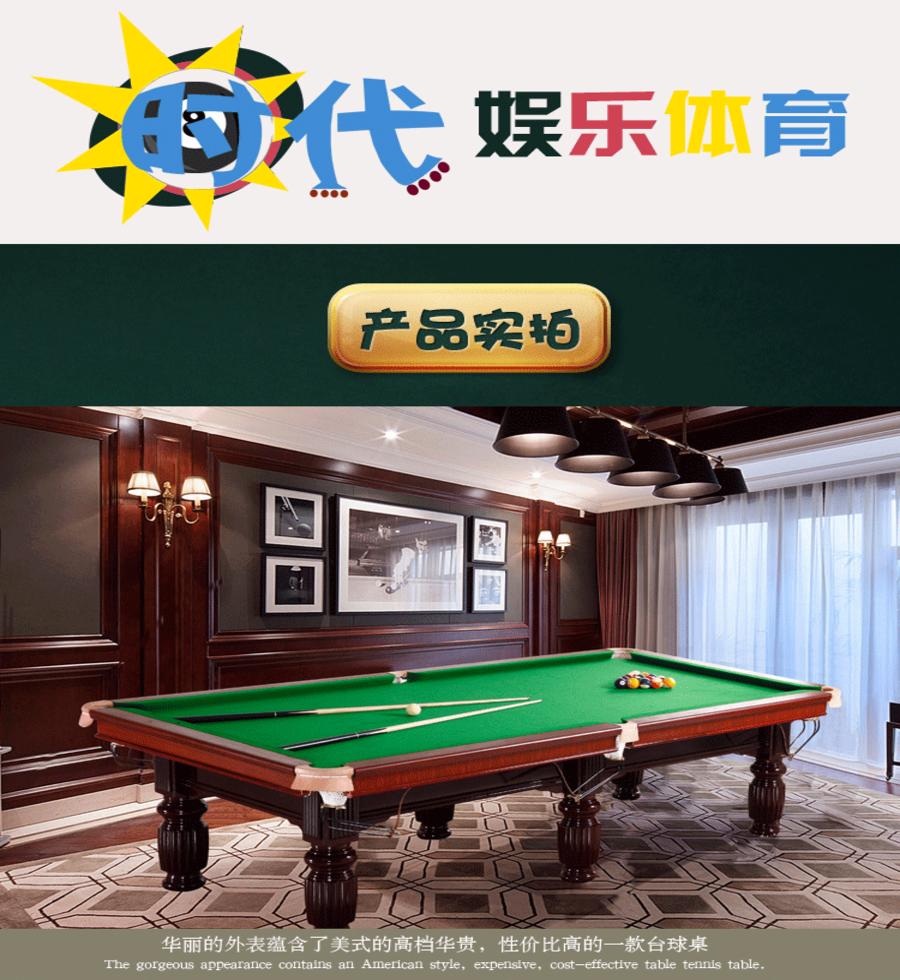 时代 娱乐体育
产品实拍
华丽的外表蕴含了美式的高档华贵，性价比高的一款台球桌
The gorgeous appearance contains an American style, expensive, cost-effective table tennis table.